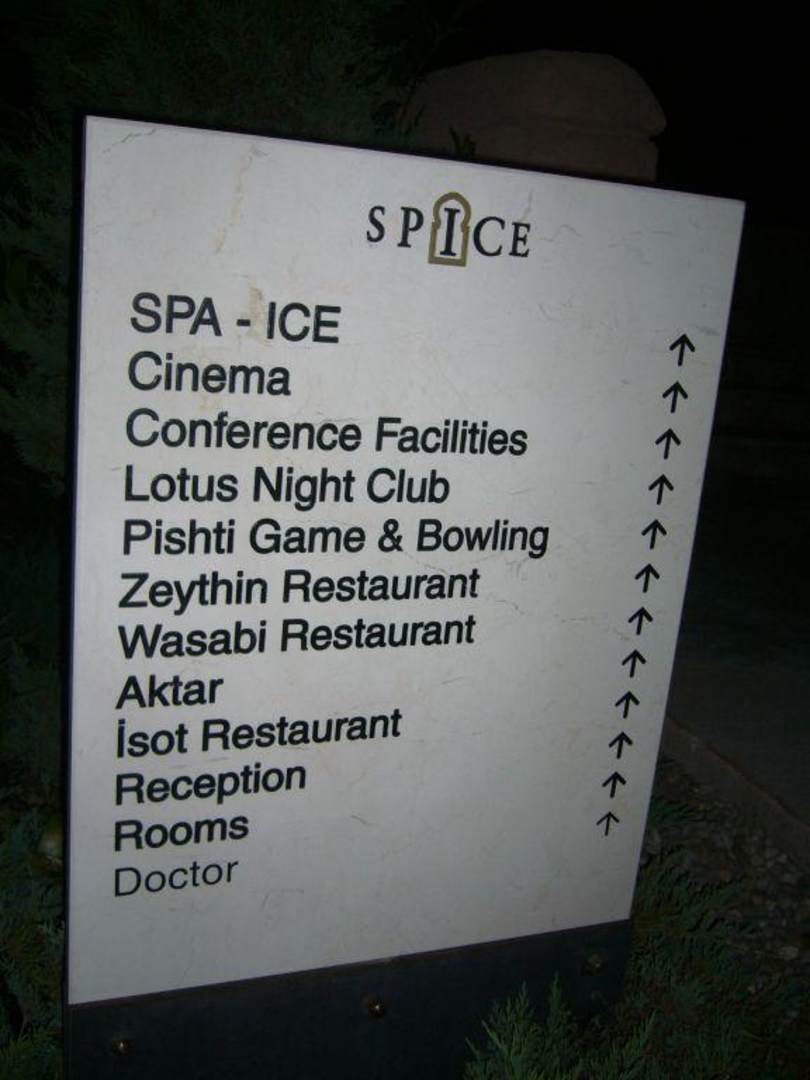 SPICE
SPA - ICE ↑
Cinema ↑
Conference Facilities ↑
Lotus Night Club ↑
Pishti Game & Bowling ↑
Zeythin Restaurant ↑
Wasabi Restaurant ↑
Aktar ↑
İsot Restaurant ↑
Reception ↑
Rooms ↑
Doctor ↑